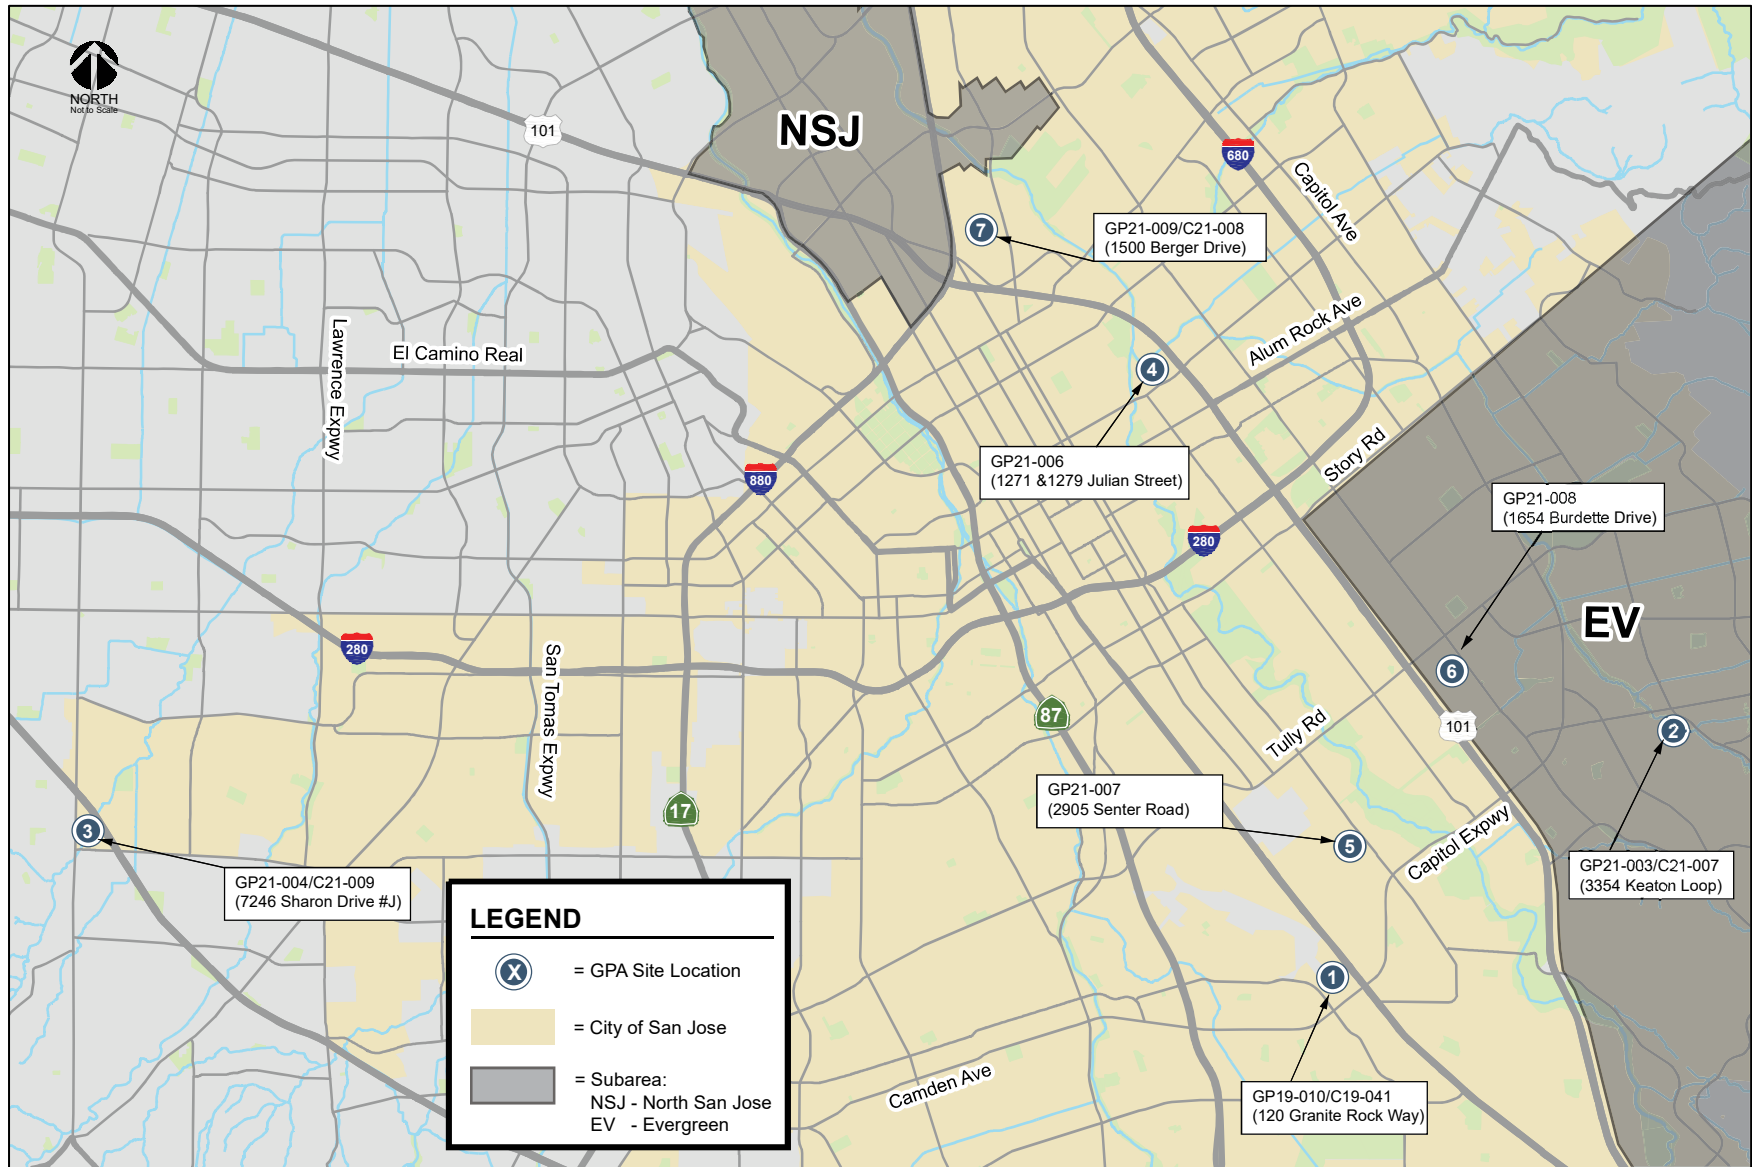 NORTH
Not to Scale
101
NSJ
680
Capitol Ave
7
GP21-009/C21-008
(1500 Berger Drive)
Lawrence Expwy
El Camino Real
Alum Rock Ave
4
GP21-006
(1271 &1279 Julian Street)
880
Story Rd
280
GP21-008
(1654 Burdette Drive)
EV
280
San Tomas Expwy
6
87
101
2
Tully Rd
GP21-007
(2905 Senter Road)
17
3
5
Capitol Expwy
GP21-003/C21-007
(3354 Keaton Loop)
GP21-004/C21-009
(7246 Sharon Drive #J)
1
GP19-010/C19-041
(120 Granite Rock Way)
Camden Ave
LEGEND
X = GPA Site Location
= City of San Jose
= Subarea:
NSJ - North San Jose
EV - Evergreen